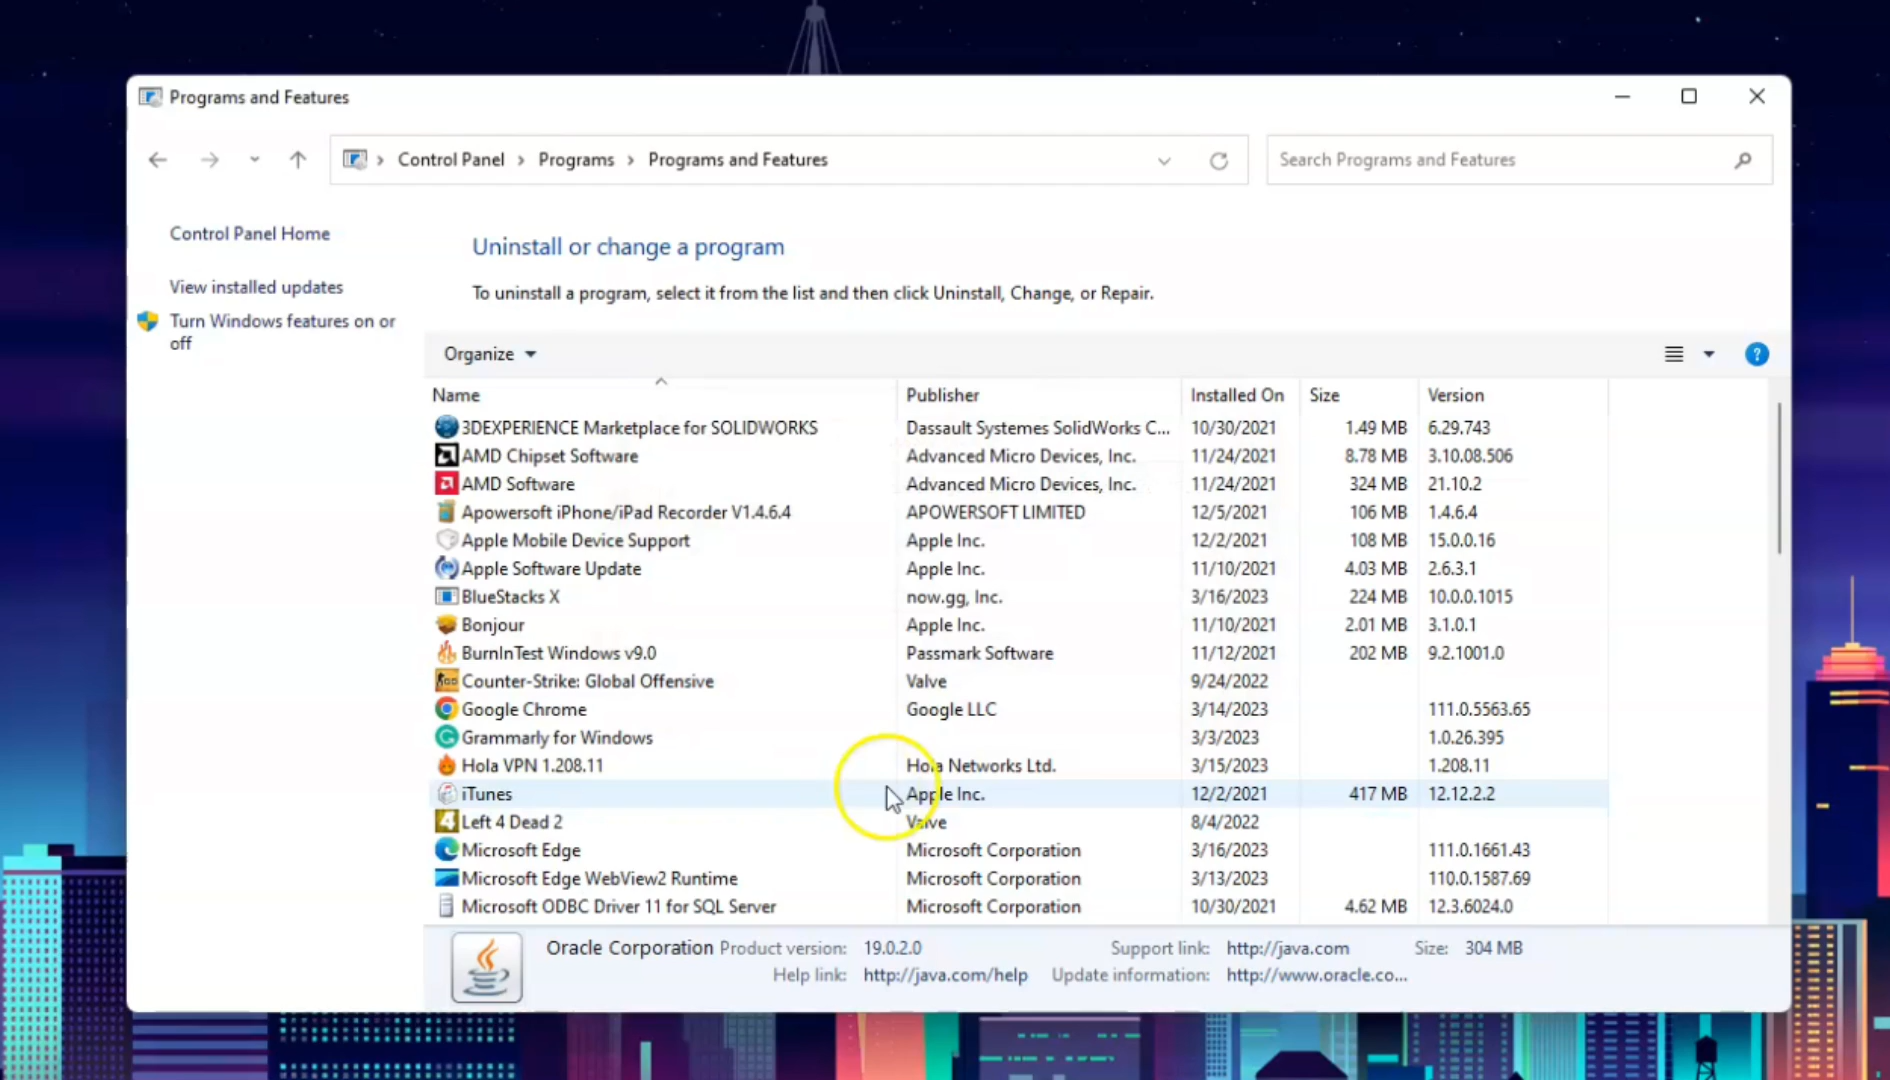 Programs and Features
Control Panel > Programs > Programs and Features
Search Programs and Features
Control Panel Home
View installed updates
Turn Windows features on or
off
Uninstall or change a program
To uninstall a program, select it from the list and then click Uninstall, Change, or Repair.
Organize
Name Publisher Installed On Size Version
3DEXPERIENCE Marketplace for SOLIDWORKS Dassault Systemes SolidWorks C... 10/30/2021 1.49 MB 6.29.743
AMD Chipset Software Advanced Micro Devices, Inc. 11/24/2021 8.78 MB 3.10.08.506
AMD Software Advanced Micro Devices, Inc. 11/24/2021 324 MB 21.10.2
Apowersoft iPhone/iPad Recorder V1.4.6.4 APOWERSOFT LIMITED 12/5/2021 106 MB 1.4.6.4
Apple Mobile Device Support Apple Inc. 12/2/2021 108 MB 15.0.0.16
Apple Software Update Apple Inc. 11/10/2021 4.03 MB 2.6.3.1
BlueStacks X now.gg, Inc. 3/16/2023 224 MB 10.0.0.1015
Bonjour Apple Inc. 11/10/2021 2.01 MB 3.1.0.1
BurnInTest Windows v9.0 Passmark Software 11/12/2021 202 MB 9.2.1001.0
Counter-Strike: Global Offensive Valve 9/24/2022
Google Chrome Google LLC 3/14/2023 111.0.5563.65
Grammarly for Windows 3/3/2023 1.0.26.395
Hola VPN 1.208.11 Hola Networks Ltd. 3/15/2023 1.208.11
iTunes Apple Inc. 12/2/2021 417 MB 12.12.2.2
Left 4 Dead 2 Valve 8/4/2022
Microsoft Edge Microsoft Corporation 3/16/2023 111.0.1661.43
Microsoft Edge WebView2 Runtime Microsoft Corporation 3/13/2023 110.0.1587.69
Microsoft ODBC Driver 11 for SQL Server Microsoft Corporation 10/30/2021 4.62 MB 12.3.6024.0
Oracle Corporation Product version: 19.0.2.0 Support link: http://java.com Size: 304 MB
Help link: http://java.com/help Update information: http://www.oracle.co...